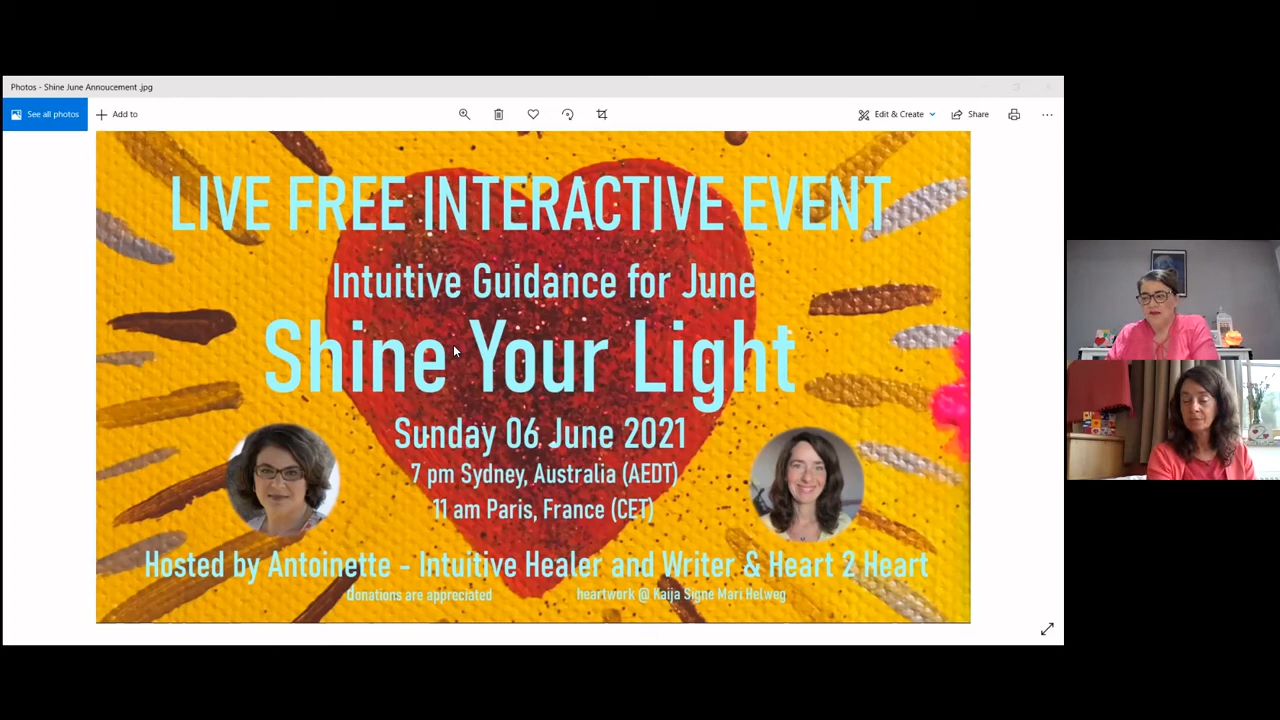 Photos - Shine June Annoucement .jpg
See all photos
Add to
Edit & Create
Share
LIVE FREE INTERACTIVE EVENT
Intuitive Guidance for June
Shine Your Light
Sunday 06 June 2021
7 pm Sydney, Australia (AEDT)
11 am Paris, France (CET)
Hosted by Antoinette - Intuitive Healer and Writer & Heart 2 Heart
donations are appreciated
heartwork @ Kaija Signe Mari Helweg